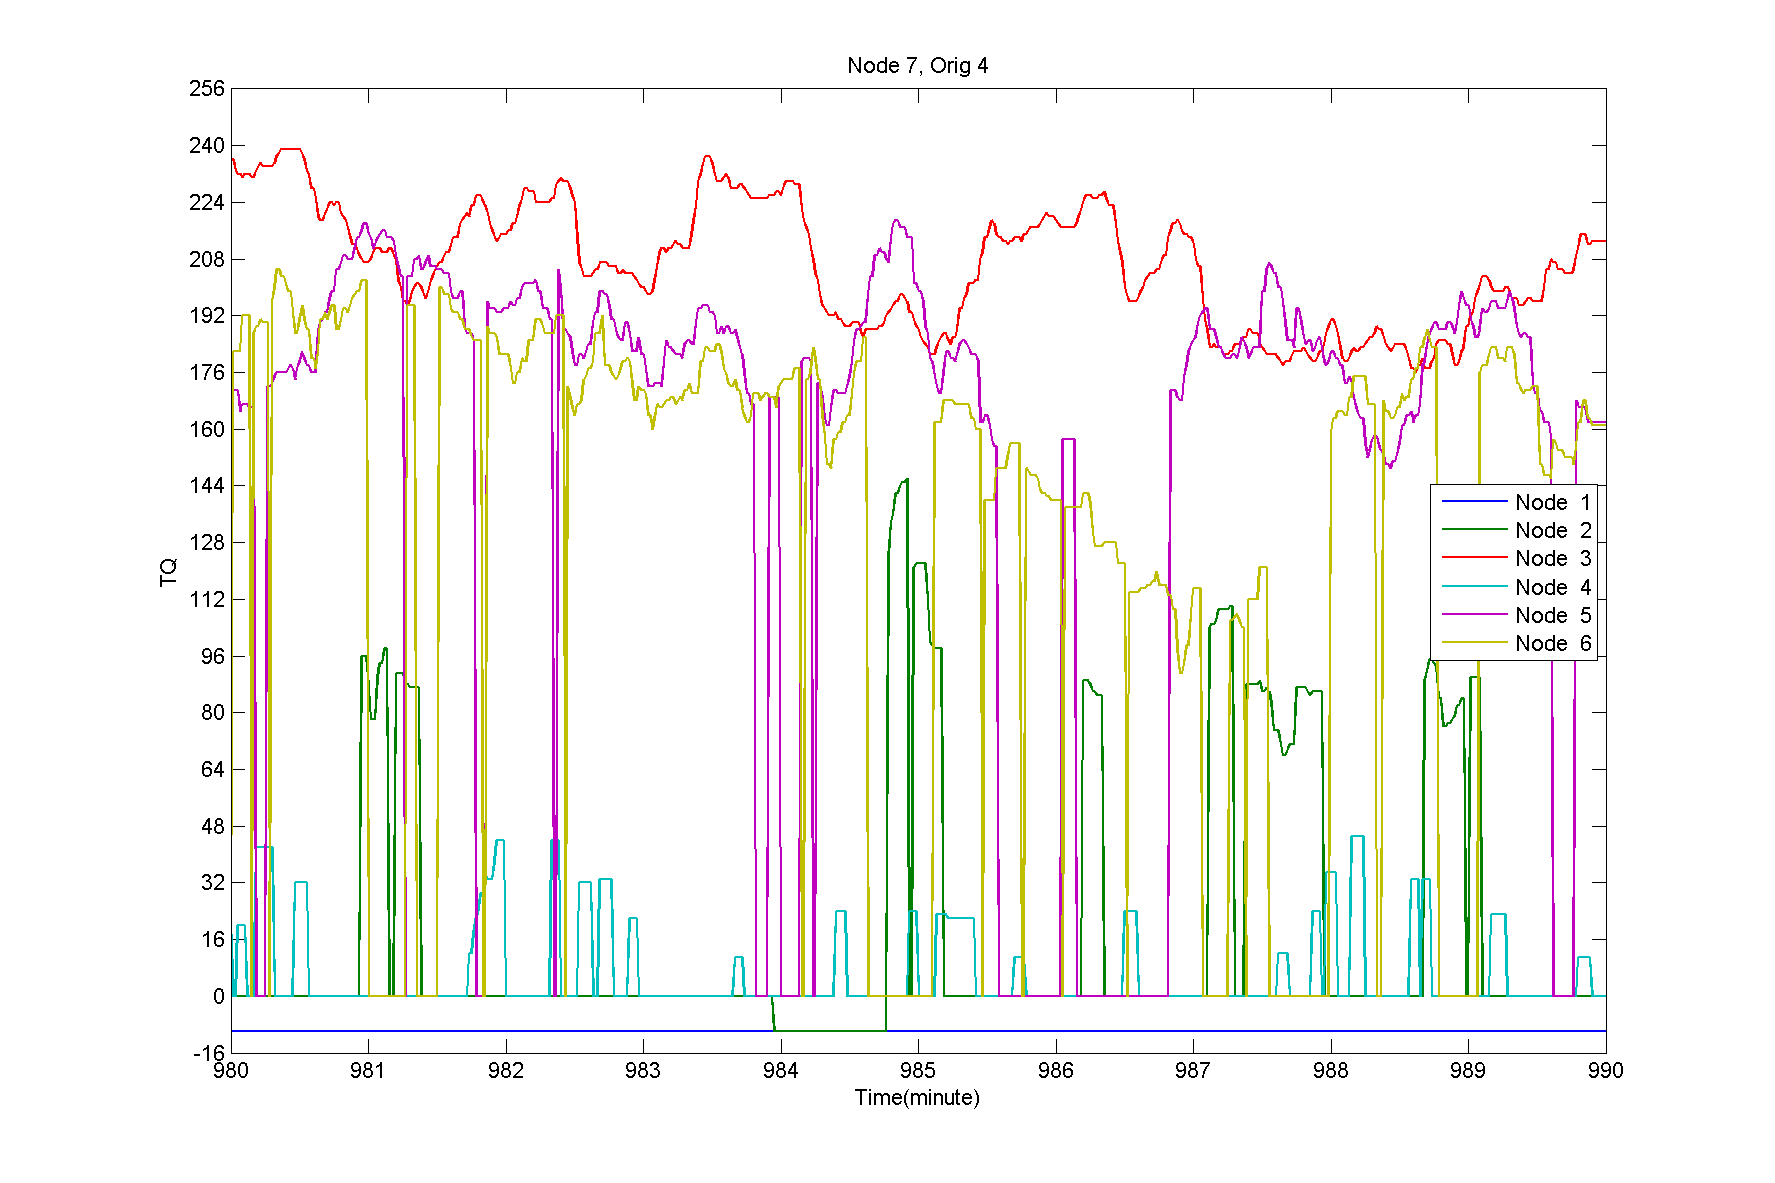 Node 7, Orig 4
256
240
224
208
192
176
160
144
128
112
96
80
64
48
32
16
0
-16
TQ
Node 1
Node 2
Node 3
Node 4
Node 5
Node 6
980 981 982 983 984 985 986 987 988 989 990
Time(minute)